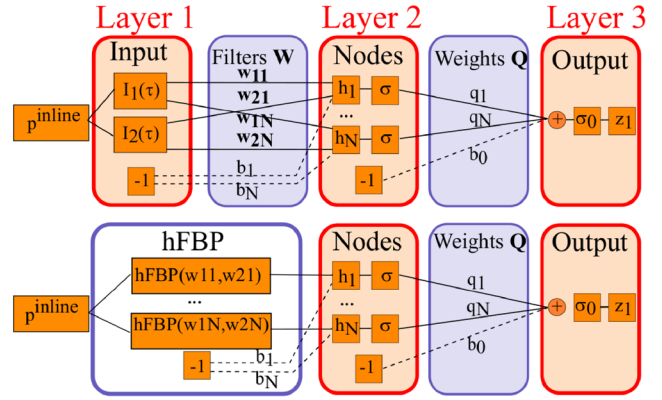 Layer 1
Layer 2
Layer 3
Input
Filters W
Nodes
Weights Q
Output
p^inline
I1(τ)
I2(τ)
-1
w11
w21
w1N
w2N
b1
bN
h1
σ
...
hN
σ
-1
q1
qN
b0
+
σ0
z1
hFBP
Nodes
Weights Q
Output
p^inline
hFBP(w11,w21)
...
hFBP(w1N,w2N)
-1
b1
bN
h1
σ
...
hN
σ
-1
q1
qN
b0
+
σ0
z1